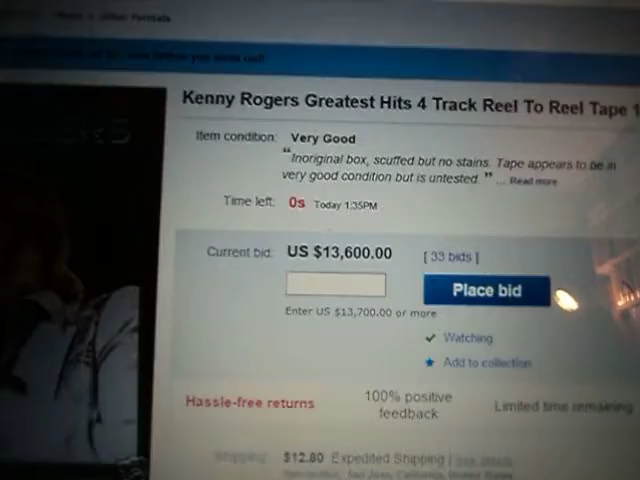 Other Formats
Kenny Rogers Greatest Hits 4 Track Reel To Reel Tape 1
Item condition: Very Good
“Inoriginal box, scuffed but no stains. Tape appears to be in
very good condition but is untested. ” ... Read more
Time left: 0s Today 1:35PM
Current bid: US $13,600.00 [ 33 bids ]
Place bid
Enter US $13,700.00 or more
Watching
Add to collection
Hassle-free returns 100% positive feedback Limited time remaining
Shipping: $12.80 Expedited Shipping |